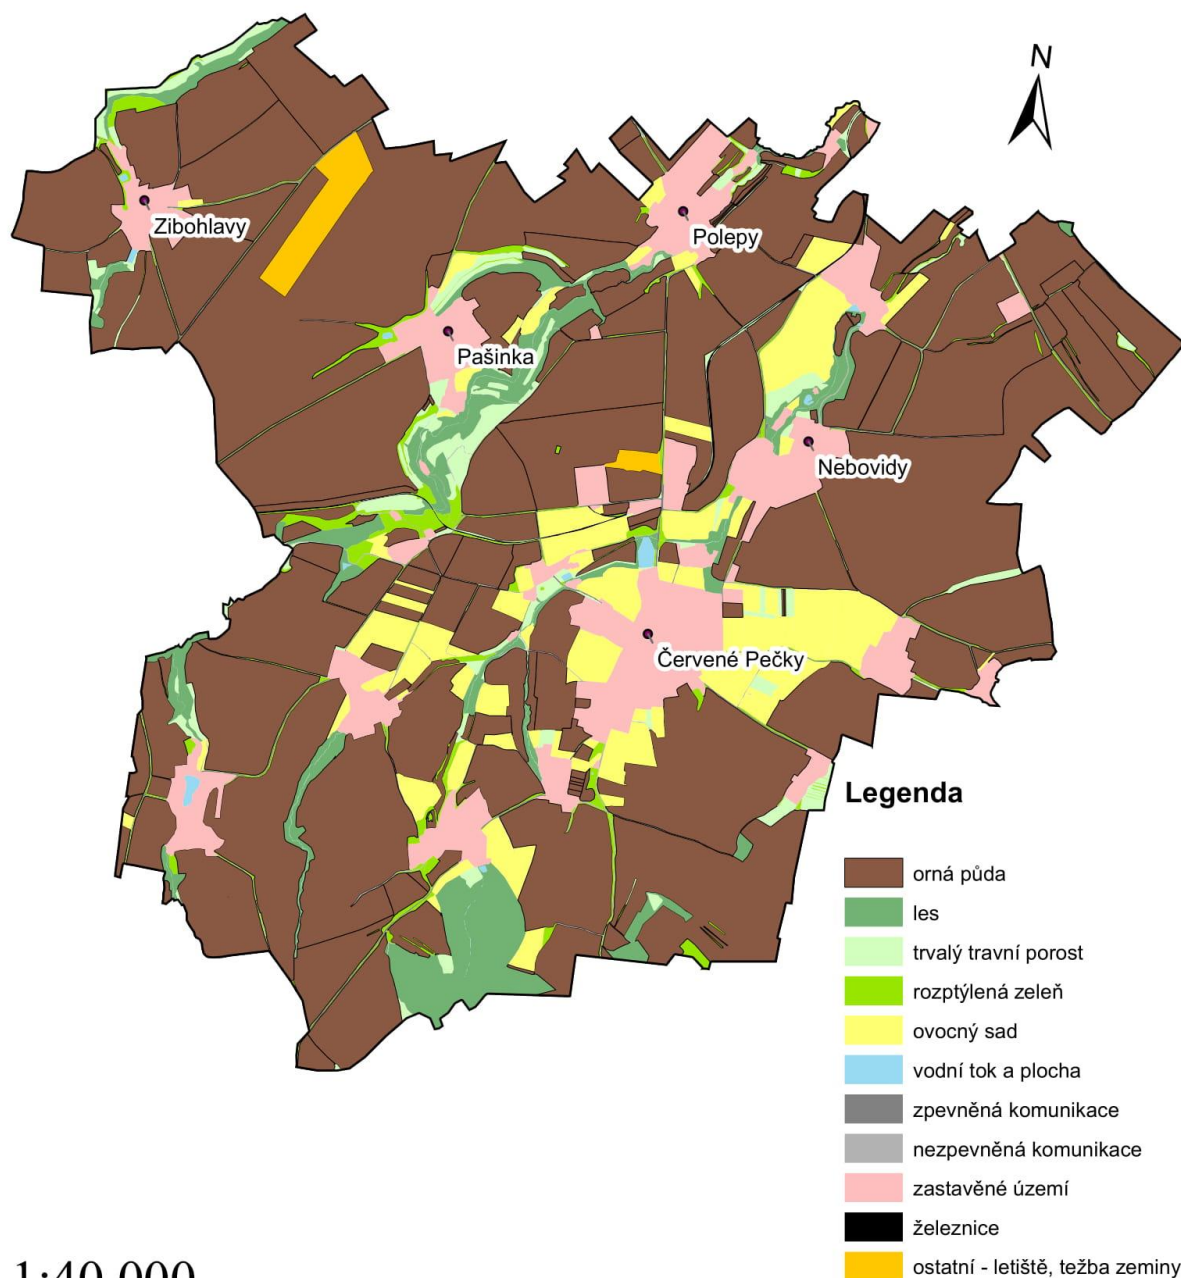 N
Zibohlavy
Polepy
Pašinka
Nebovidy
Červené Pečky
Legenda
orná půda
les
trvalý travní porost
rozptýlená zeleň
ovocný sad
vodní tok a plocha
zpevněná komunikace
nezpevněná komunikace
zastavěné území
železnice
ostatní - letiště, težba zeminy
1:40 000